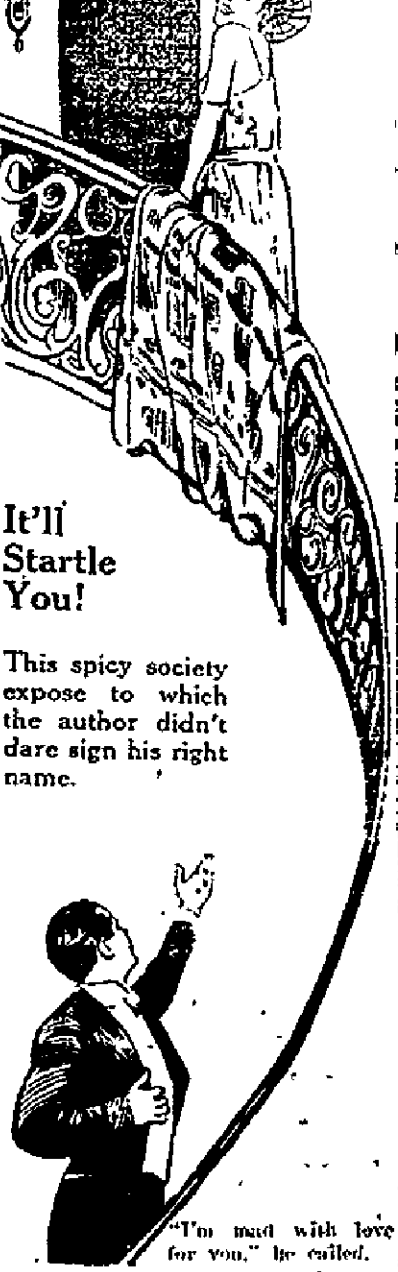 It'll
Startle
You!
This spicy society
expose to which
the author didn't
dare sign his right
name.
"I'm mad with love
for you," he called.